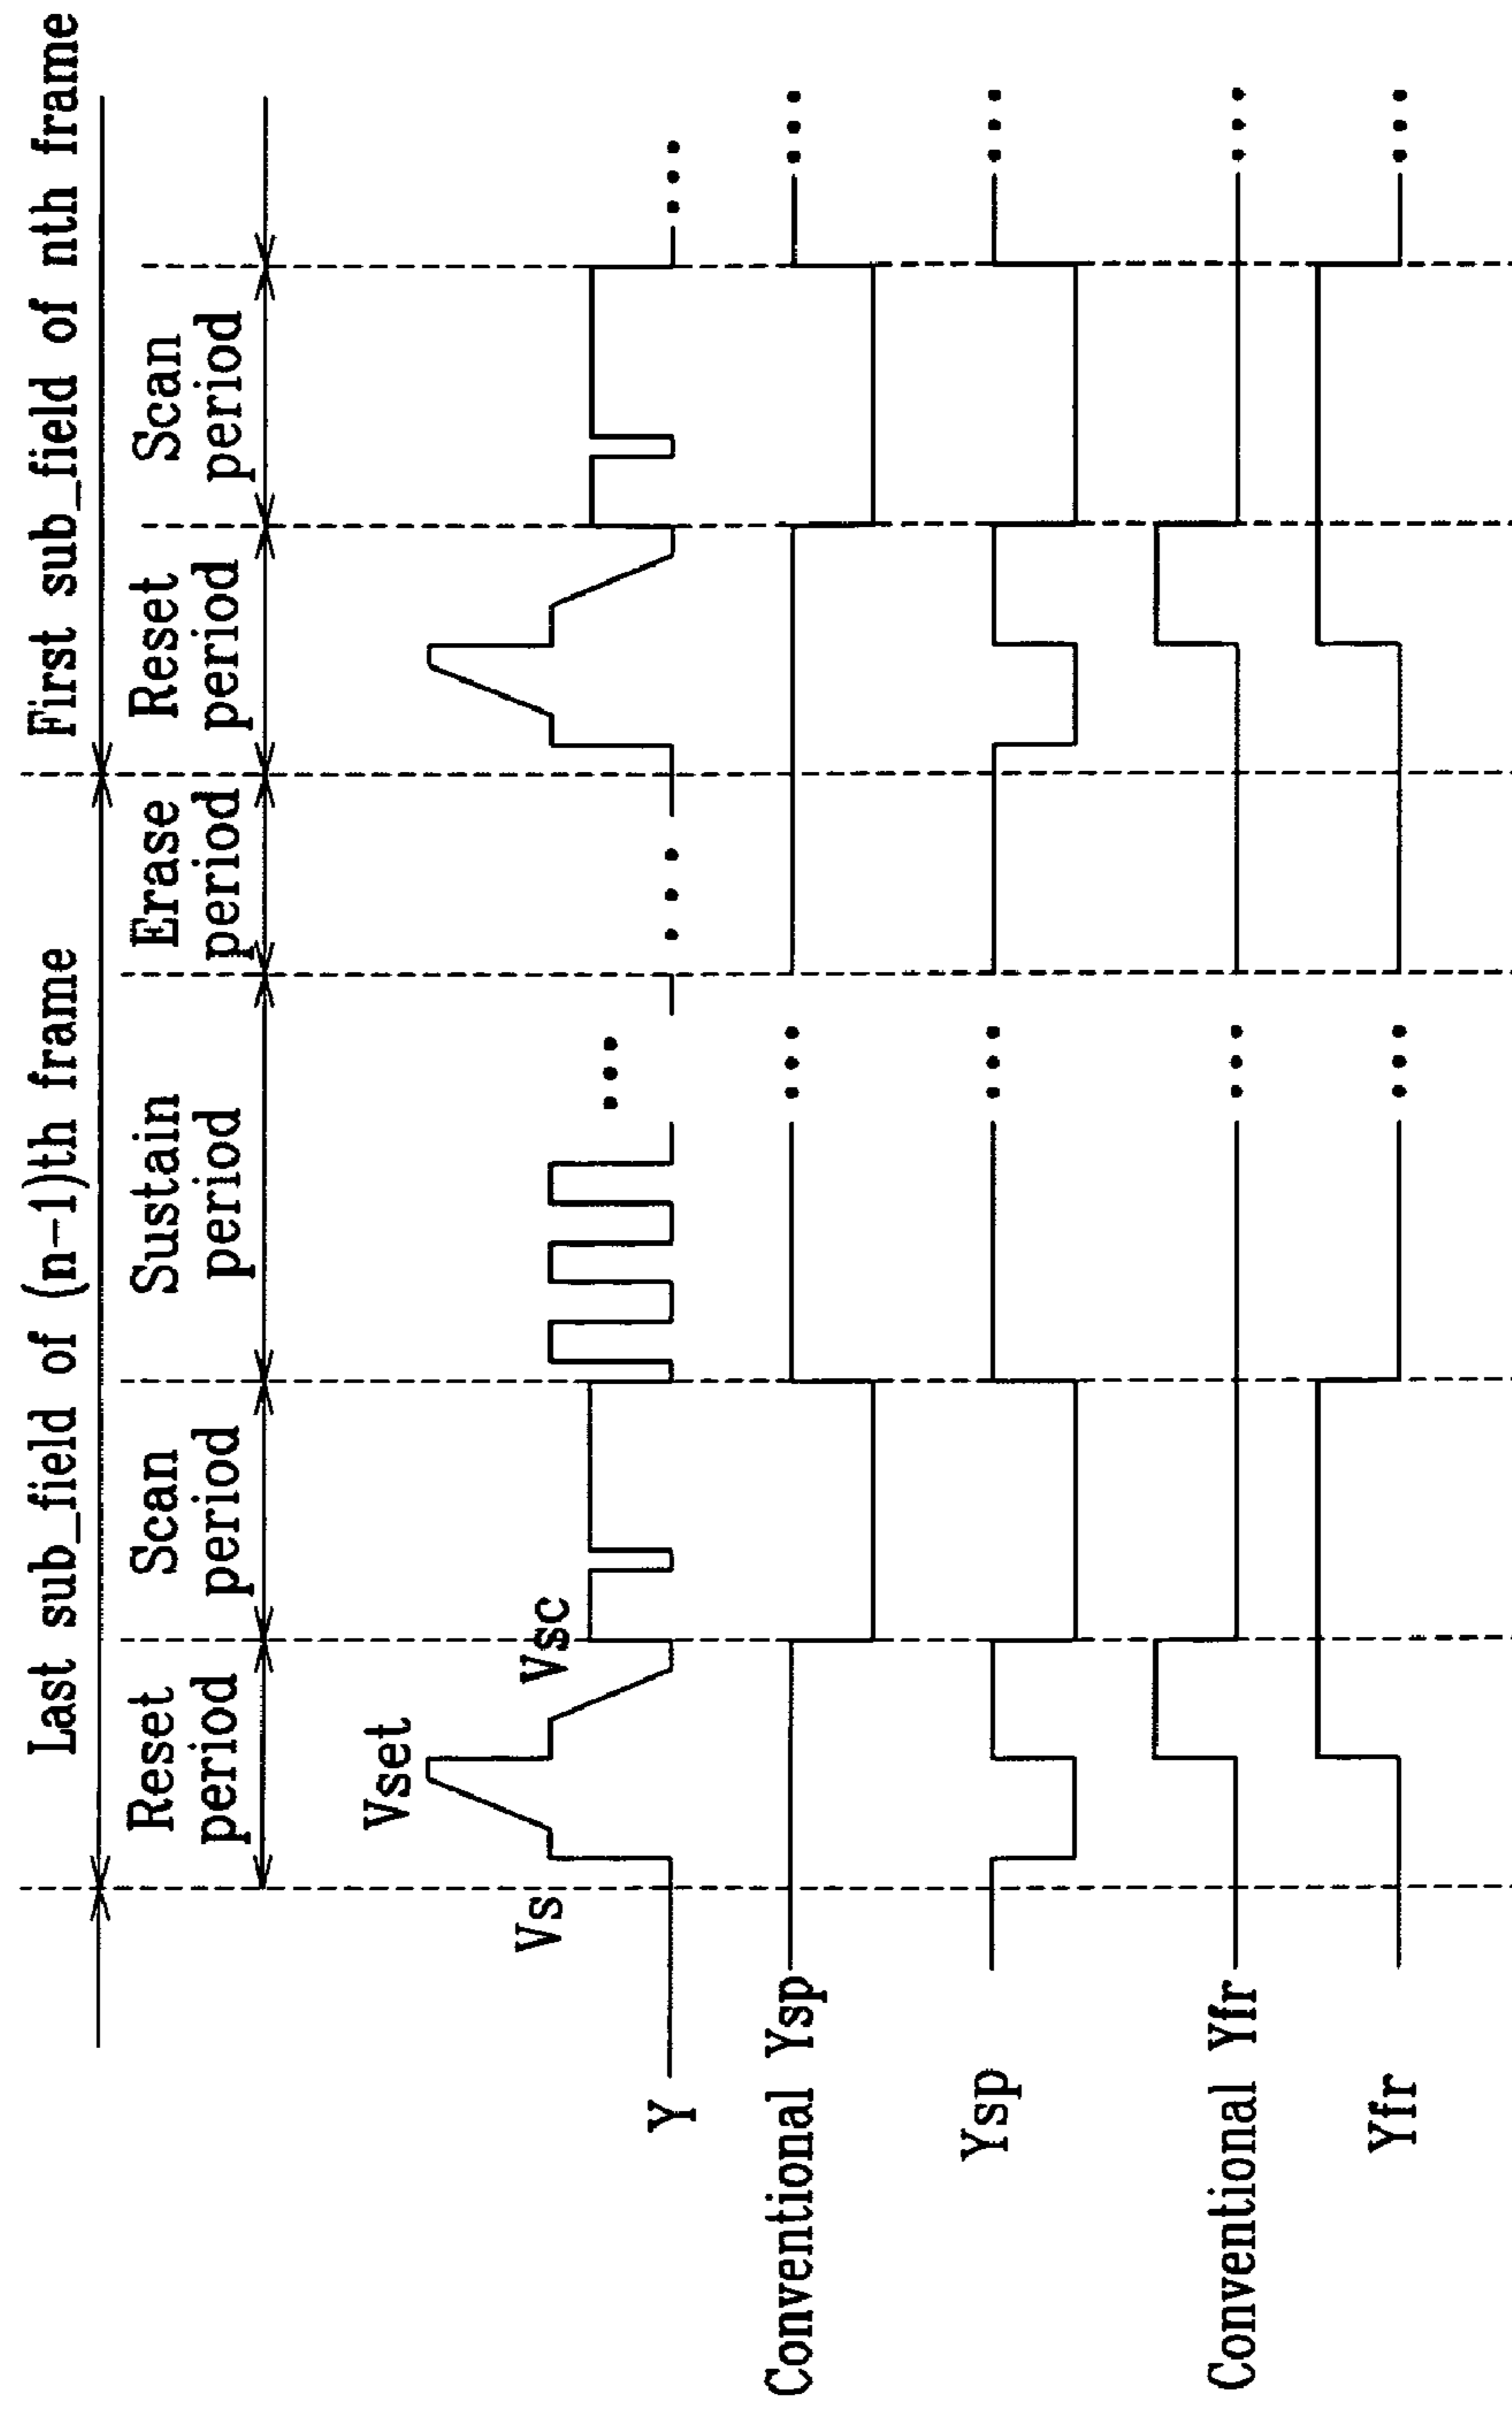 Last sub_field of (n-1)th frame
First sub_field of nth frame
Reset
period
Scan
period
Sustain
period
Erase
period
Reset
period
Scan
period
Vs
Vset
Vsc
Y
Conventional Ysp
Ysp
Conventional Yfr
Yfr